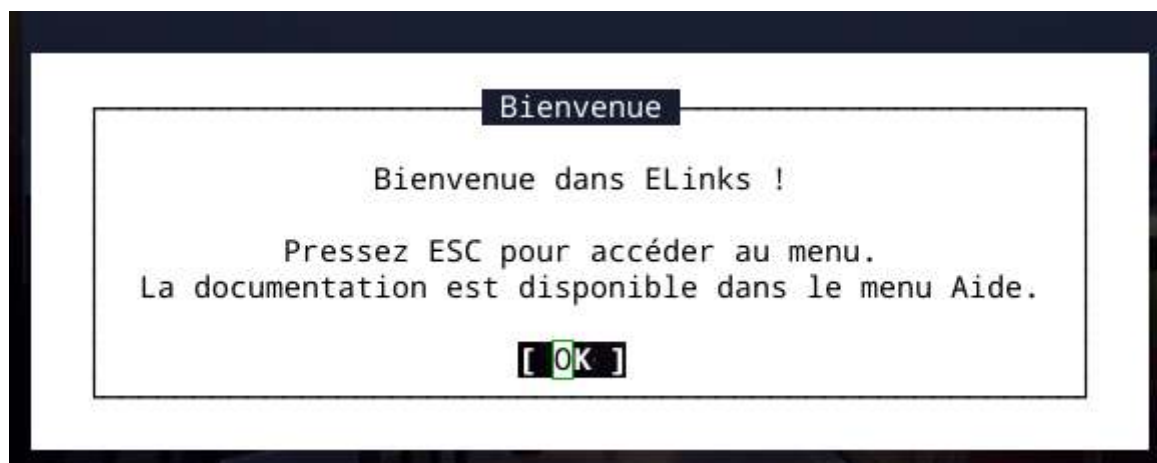 Bienvenue
Bienvenue dans ELinks !
Pressez ESC pour accéder au menu.
La documentation est disponible dans le menu Aide.
[ OK ]